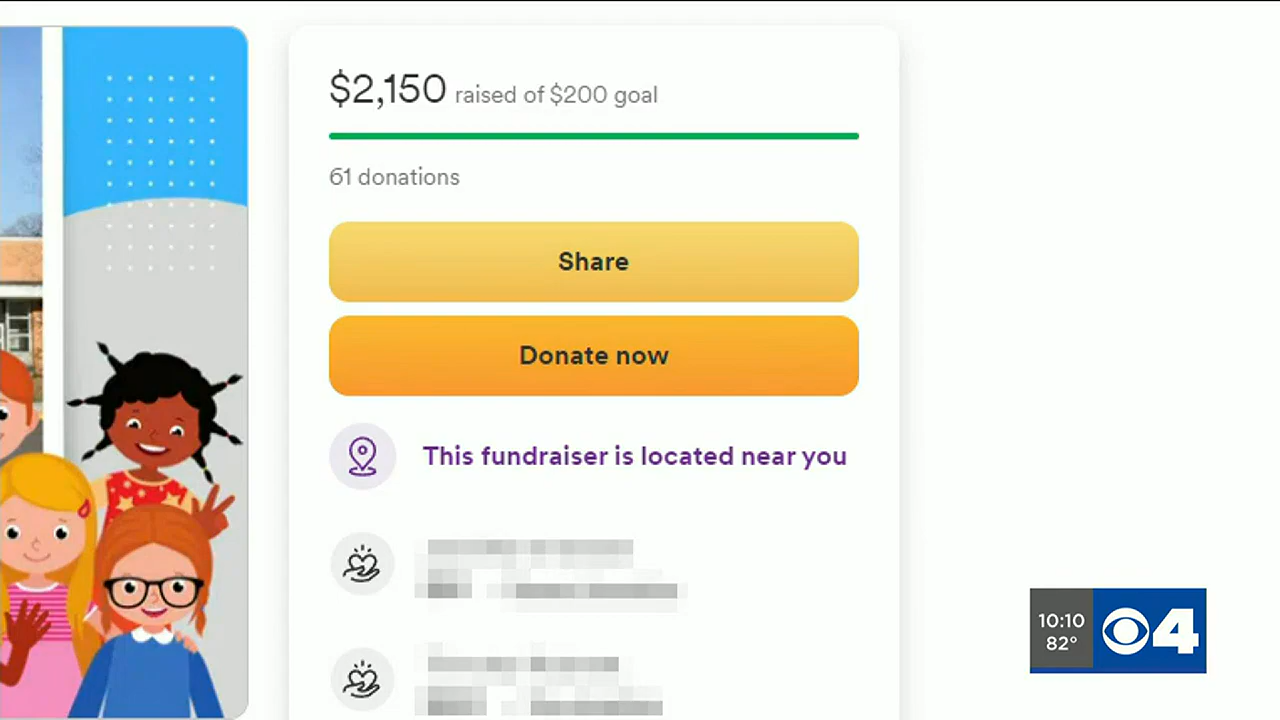 $2,150 raised of $200 goal
61 donations
Share
Donate now
This fundraiser is located near you
10:10
82°
4